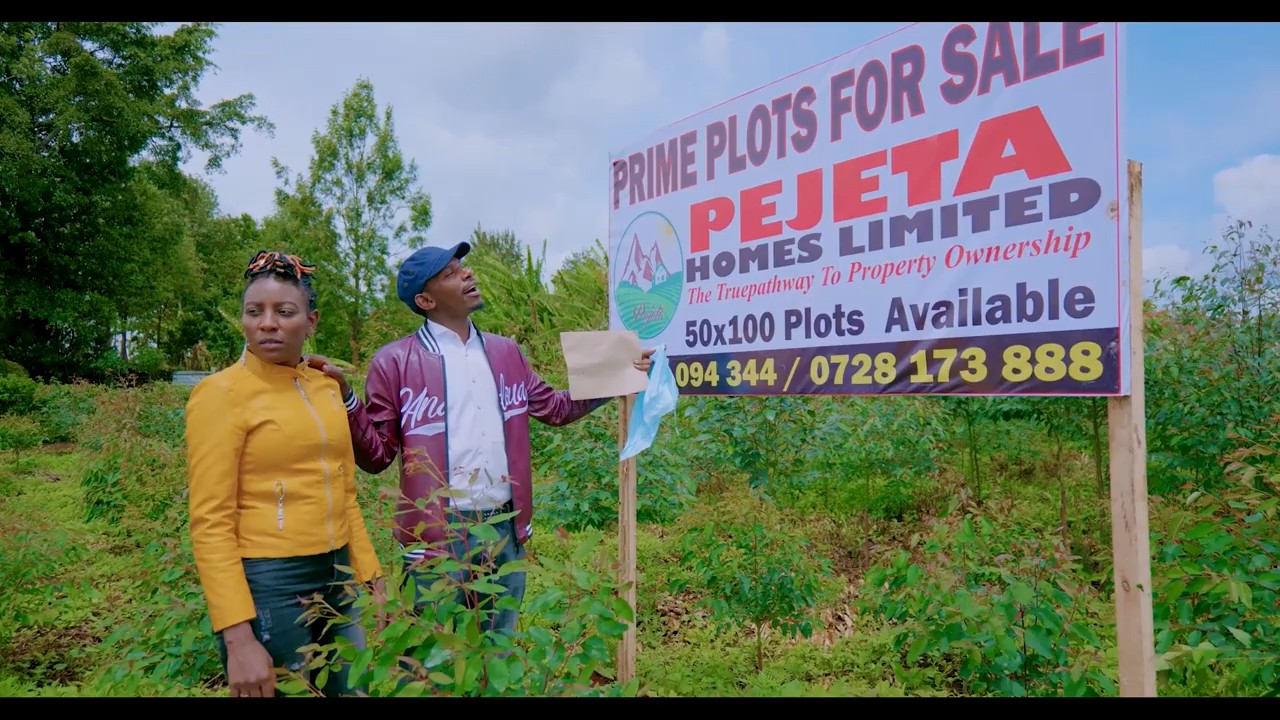 PRIME PLOTS FOR SALE
PEJETA
HOMES LIMITED
The Truepathway To Property Ownership
Pejeta
50x100 Plots Available
094 344 / 0728 173 888